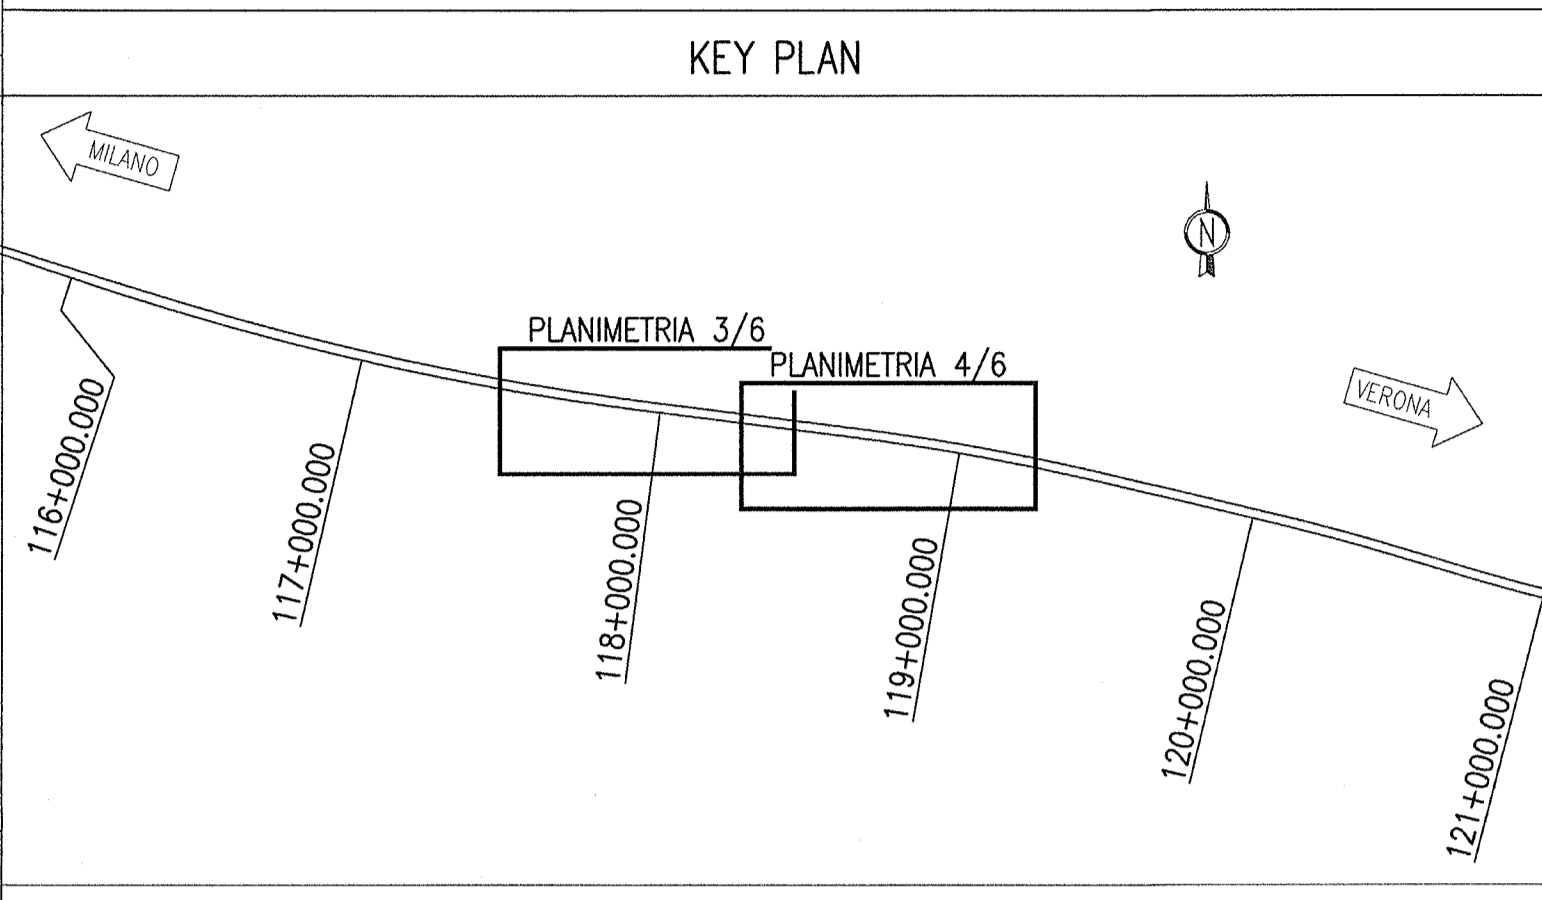 KEY PLAN
MILANO
N
PLANIMETRIA 3/6
PLANIMETRIA 4/6
VERONA
116+000.000
117+000.000
118+000.000
119+000.000
120+000.000
121+000.000